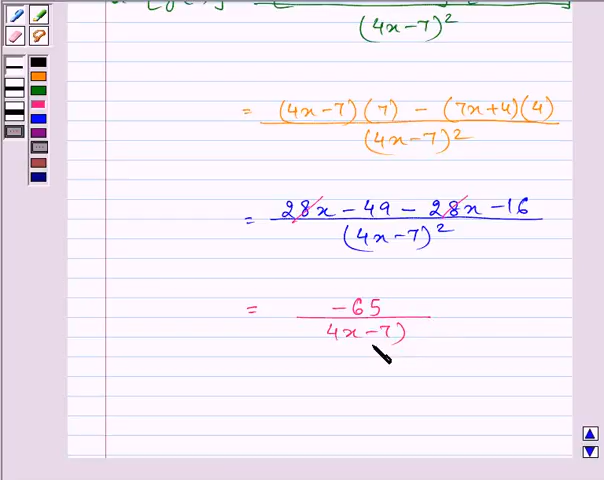 (4x-7)²
= (4x-7)(7) - (7x+4)(4)
(4x-7)²
= 28x - 49 - 28x - 16
(4x-7)²
= -65
4x-7)